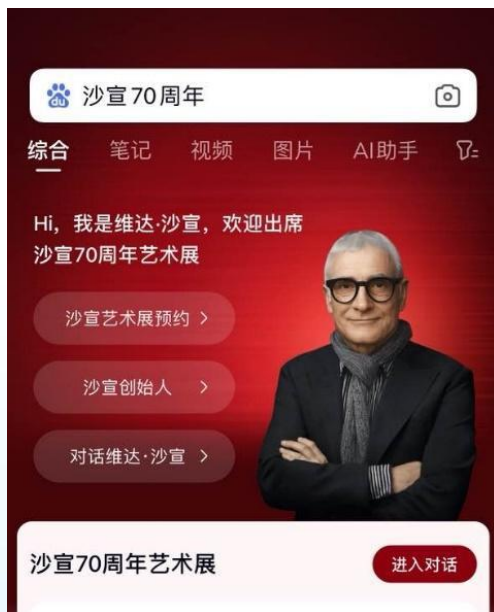 du
沙宣70周年
综合 笔记 视频 图片 AI助手
Hi，我是维达·沙宣，欢迎出席
沙宣70周年艺术展
沙宣艺术展预约 >
沙宣创始人 >
对话维达·沙宣 >
沙宣70周年艺术展
进入对话